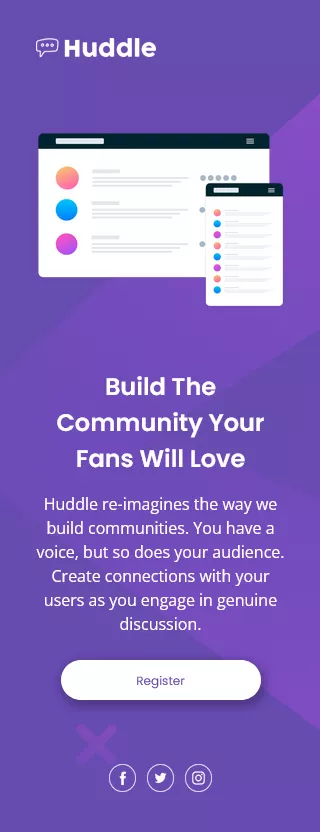 Huddle
Build The
Community Your
Fans Will Love
Huddle re-imagines the way we
build communities. You have a
voice, but so does your audience.
Create connections with your
users as you engage in genuine
discussion.
Register